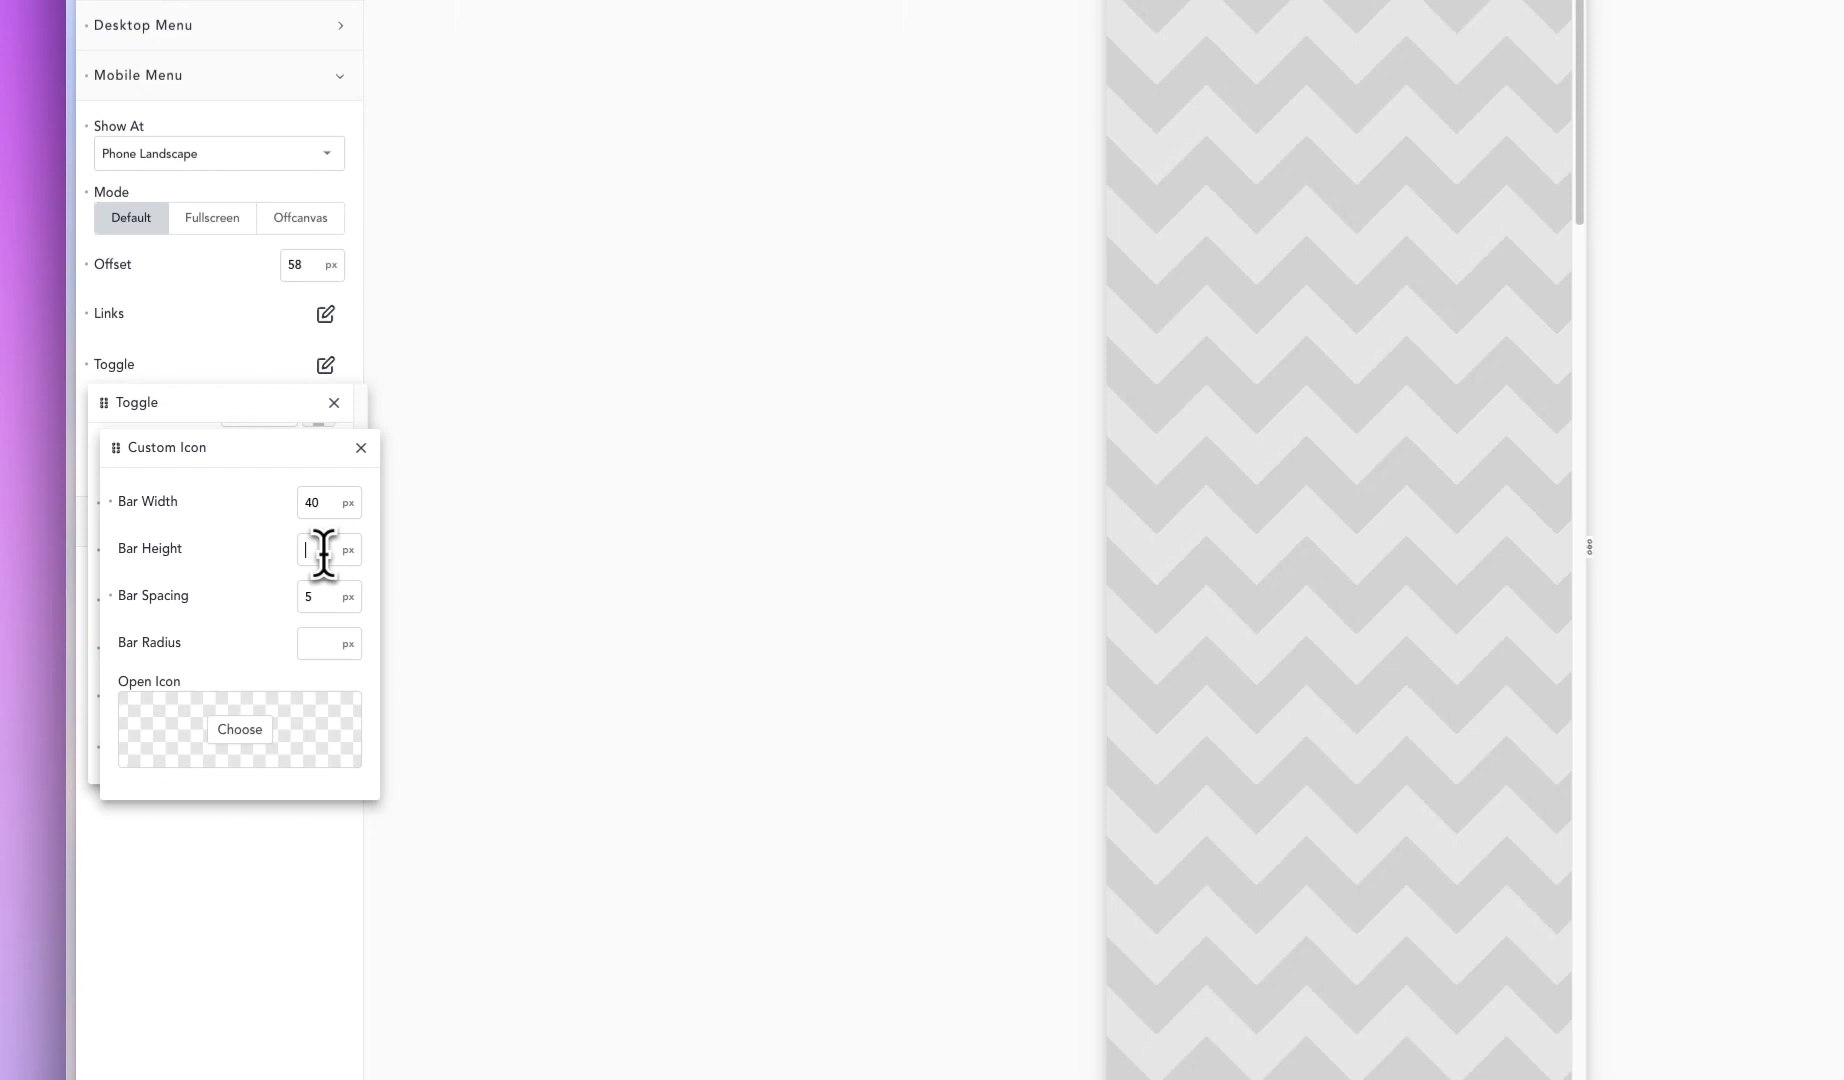 Desktop Menu
Mobile Menu
Show At
Phone Landscape
Mode
Default Fullscreen Offcanvas
Offset 58 px
Links
Toggle
Toggle
Custom Icon
Bar Width 40 px
Bar Height px
Bar Spacing 5 px
Bar Radius px
Open Icon
Choose